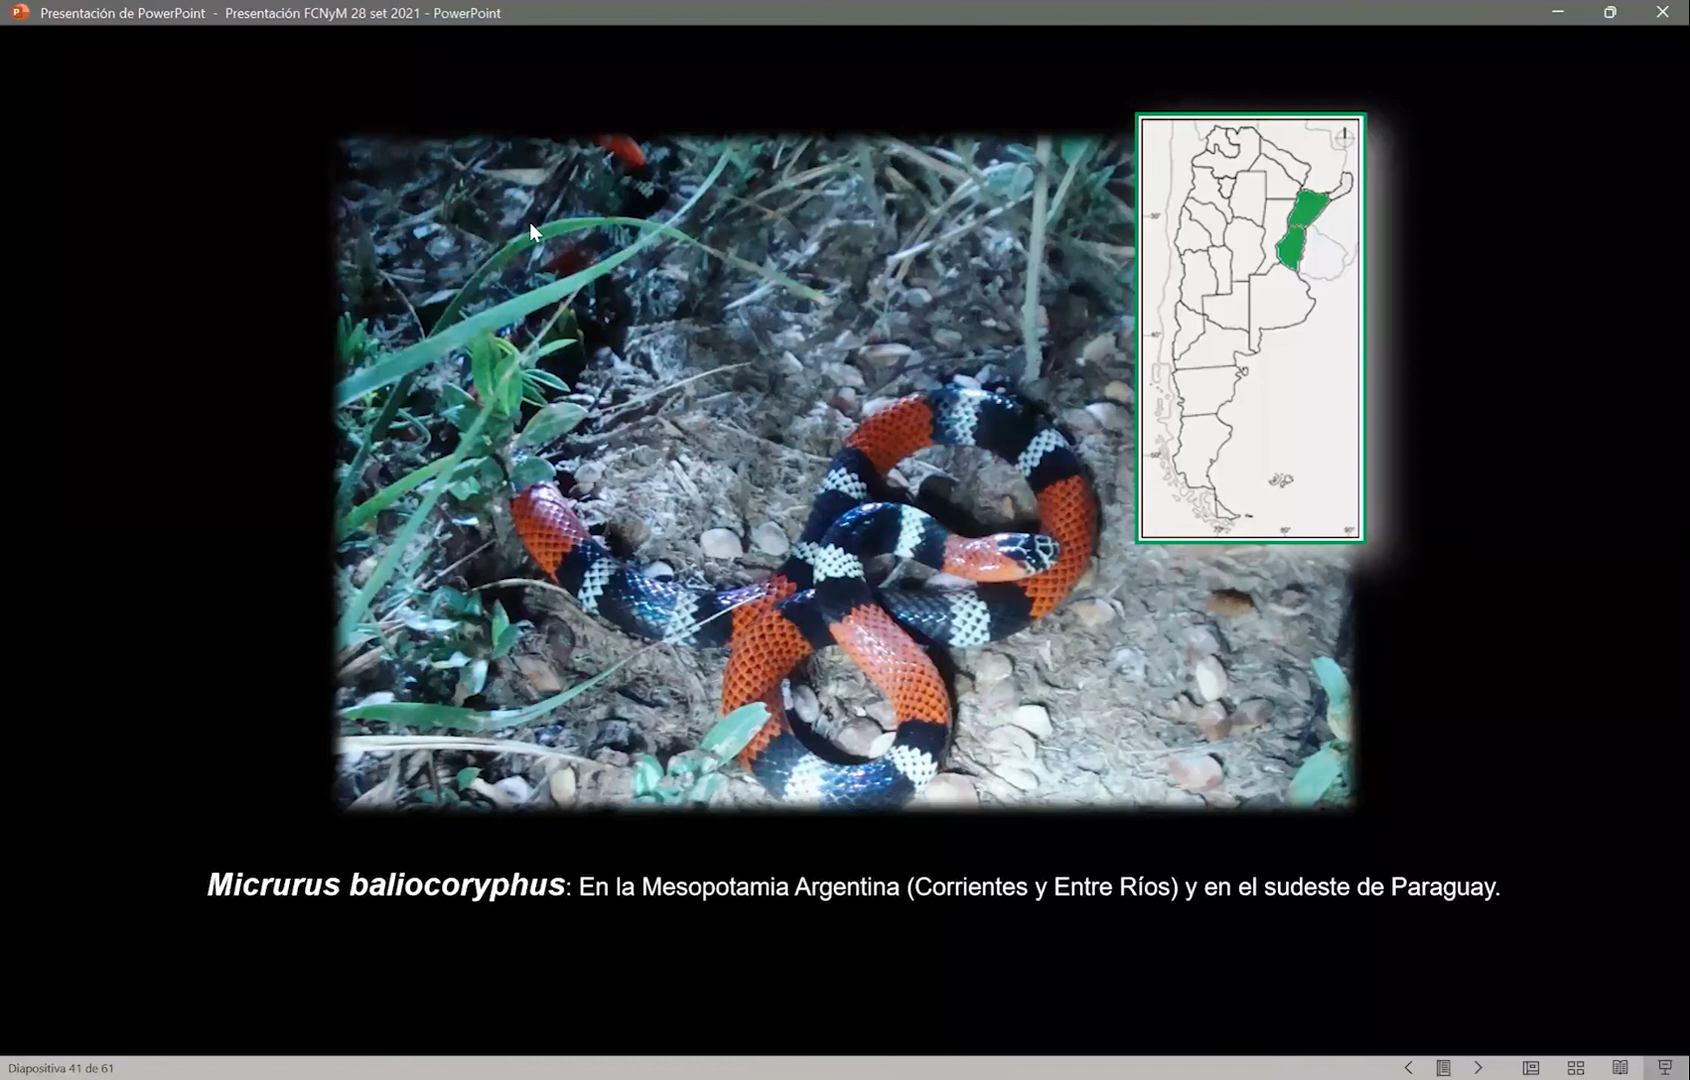 Presentación de PowerPoint - Presentación FCNyM 28 set 2021 - PowerPoint
Micrurus baliocoryphus: En la Mesopotamia Argentina (Corrientes y Entre Ríos) y en el sudeste de Paraguay.
Diapositiva 41 de 61